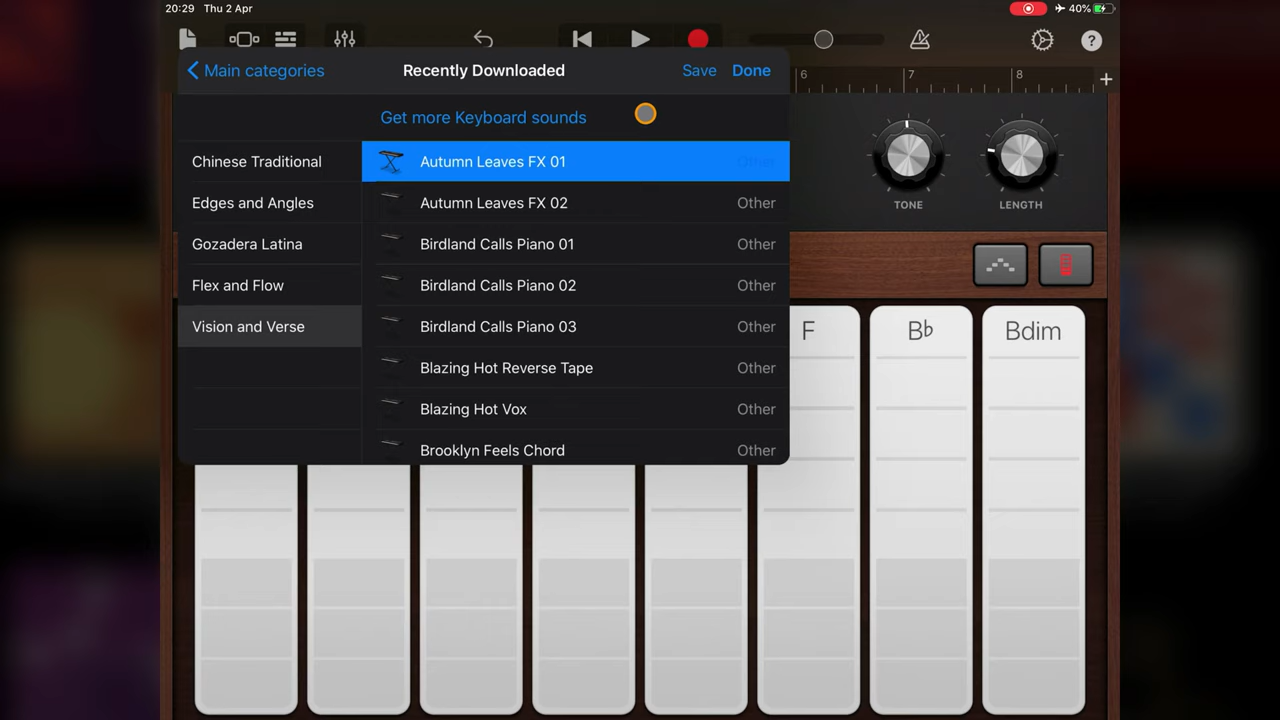 20:29 Thu 2 Apr
40%
Main categories
Recently Downloaded
Save
Done
6
7
8
Get more Keyboard sounds
Chinese Traditional
Edges and Angles
Gozadera Latina
Flex and Flow
Vision and Verse
Autumn Leaves FX 01 Other
Autumn Leaves FX 02 Other
Birdland Calls Piano 01 Other
Birdland Calls Piano 02 Other
Birdland Calls Piano 03 Other
Blazing Hot Reverse Tape Other
Blazing Hot Vox Other
Brooklyn Feels Chord Other
TONE
LENGTH
F
B♭
Bdim